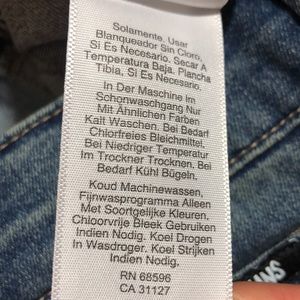 Solamente. Usar
Blanqueador Sin Cloro,
Si Es Necesario. Secar A
Temperatura Baja. Plancha
Tibia, Si Es Necesario.
In Der Maschine Im
Schonwaschgang Nur
Mit Ähnlichen Farben
Kalt Waschen. Bei Bedarf
Chlorfreies Bleichmittel.
Bei Niedriger Temperatur
Im Trockner Trocknen. Bei
Bedarf Kühl Bügeln.
Koud Machinewassen,
Fijnwasprogramma Alleen
Met Soortgelijke Kleuren.
Chloorvrije Bleek Gebruiken
Indien Nodig. Koel Drogen
In Wasdroger. Koel Strijken
Indien Nodig.
RN 68596
CA 31127